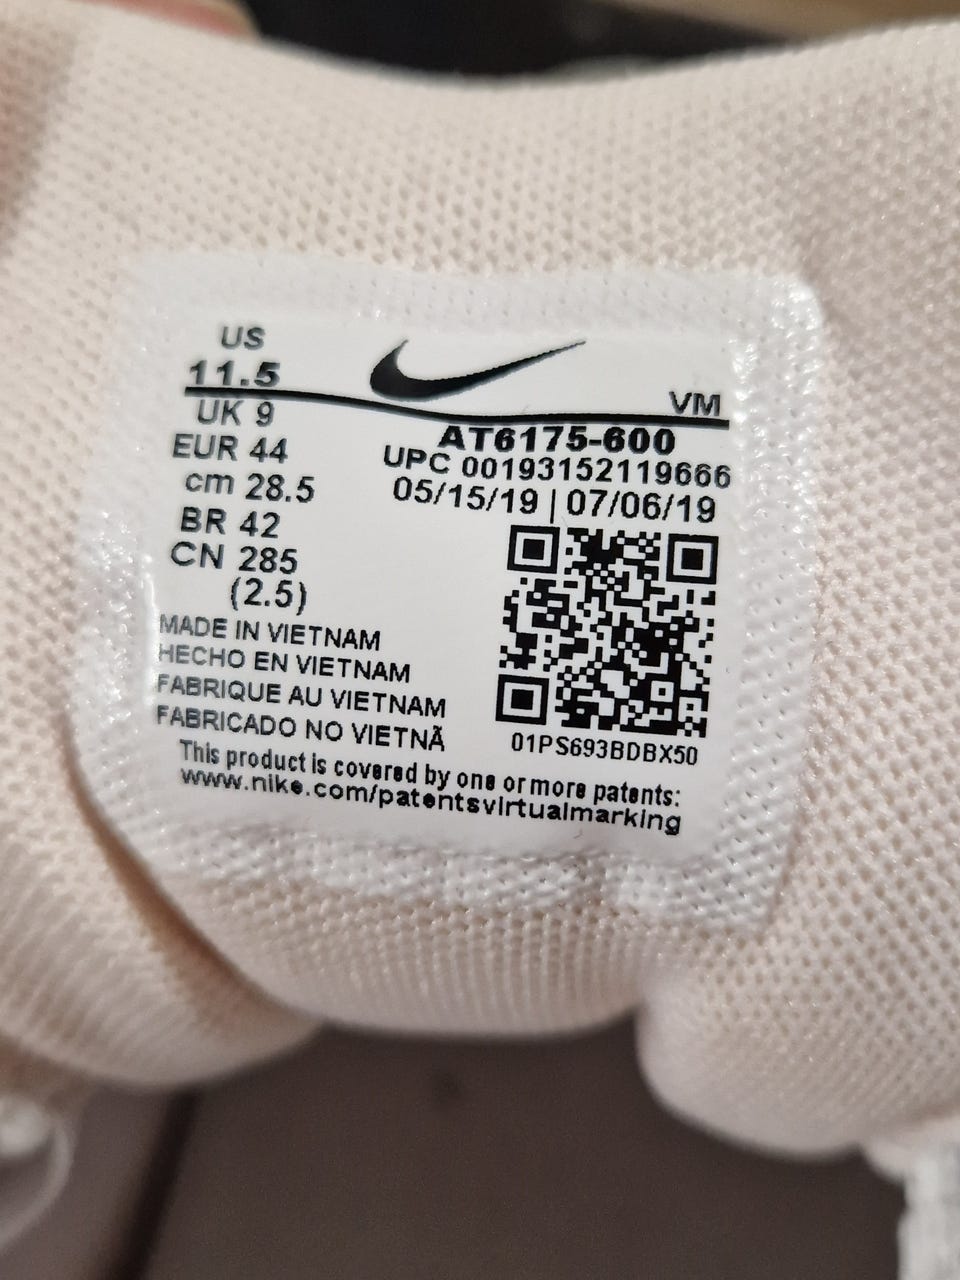 US
11.5
VM
UK 9
EUR 44
cm 28.5
BR 42
CN 285
(2.5)
AT6175-600
UPC 00193152119666
05/15/19 | 07/06/19
MADE IN VIETNAM
HECHO EN VIETNAM
FABRIQUE AU VIETNAM
FABRICADO NO VIETNÃ
01PS693BDBX50
This product is covered by one or more patents:
www.nike.com/patentsvirtualmarking